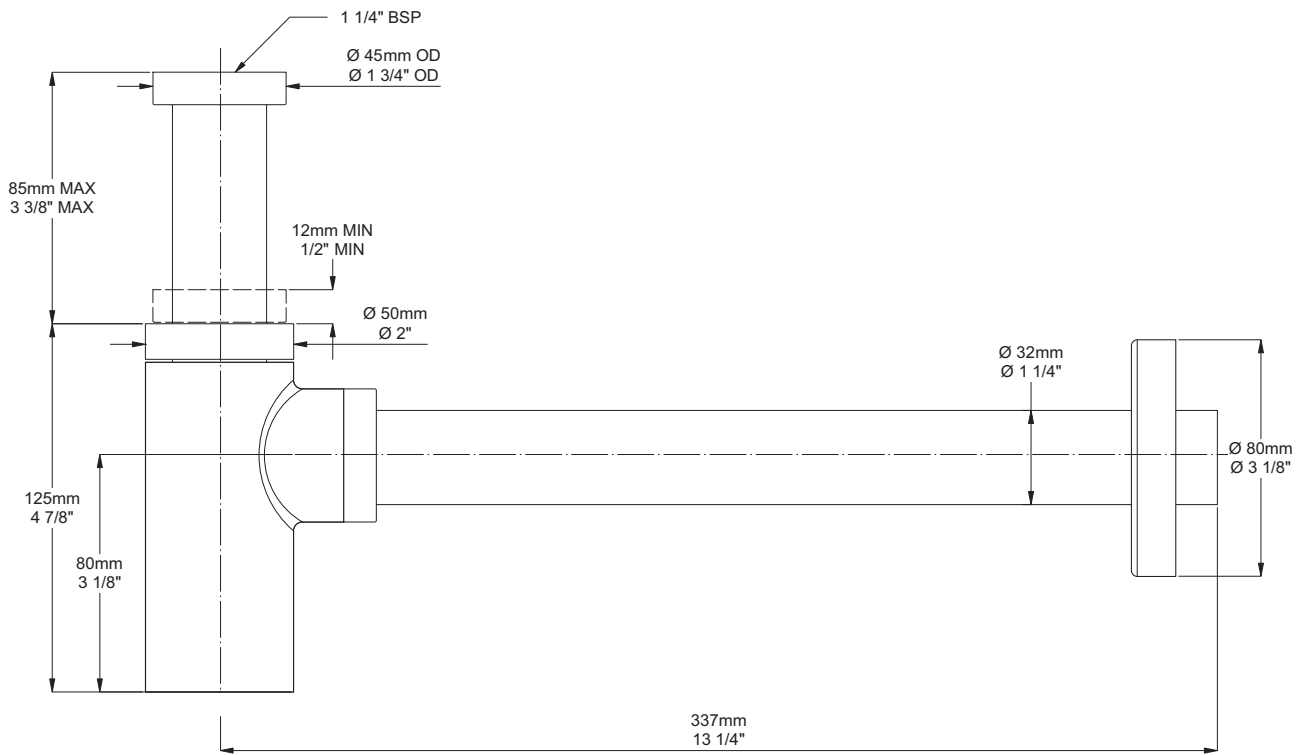 1 1/4" BSP
Ø 45mm OD
Ø 1 3/4" OD
85mm MAX
3 3/8" MAX
12mm MIN
1/2" MIN
Ø 50mm
Ø 2"
Ø 32mm
Ø 1 1/4"
Ø 80mm
Ø 3 1/8"
125mm
4 7/8"
80mm
3 1/8"
337mm
13 1/4"